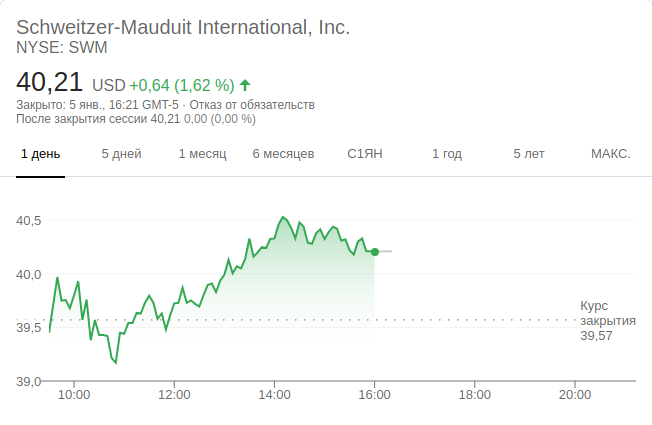 Schweitzer-Mauduit International, Inc.
NYSE: SWM
40,21 USD +0,64 (1,62 %)
Закрыто: 5 янв., 16:21 GMT-5 · Отказ от обязательств
После закрытия сессии 40,21 0,00 (0,00 %)
1 день 5 дней 1 месяц 6 месяцев С1ЯН 1 год 5 лет МАКС.
40,5
40,0
Курс
закрытия
39,57
39,5
39,0
10:00 12:00 14:00 16:00 18:00 20:00